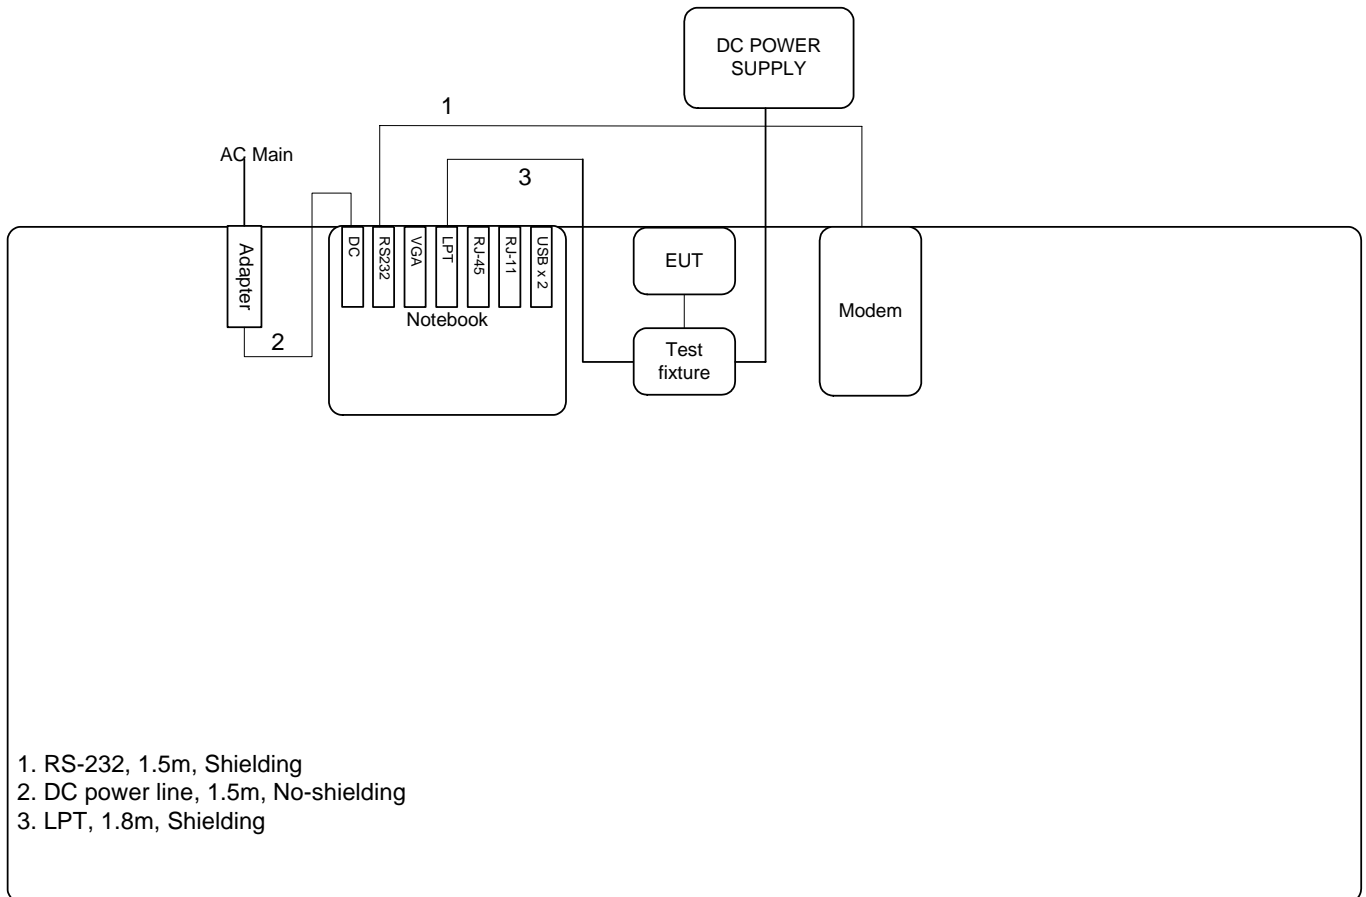 DC POWER
SUPPLY
1
AC Main
3
Adapter
DC
RS232
VGA
LPT
RJ-45
RJ-11
USB x 2
EUT
Modem
Notebook
2
Test
fixture
1. RS-232, 1.5m, Shielding
2. DC power line, 1.5m, No-shielding
3. LPT, 1.8m, Shielding